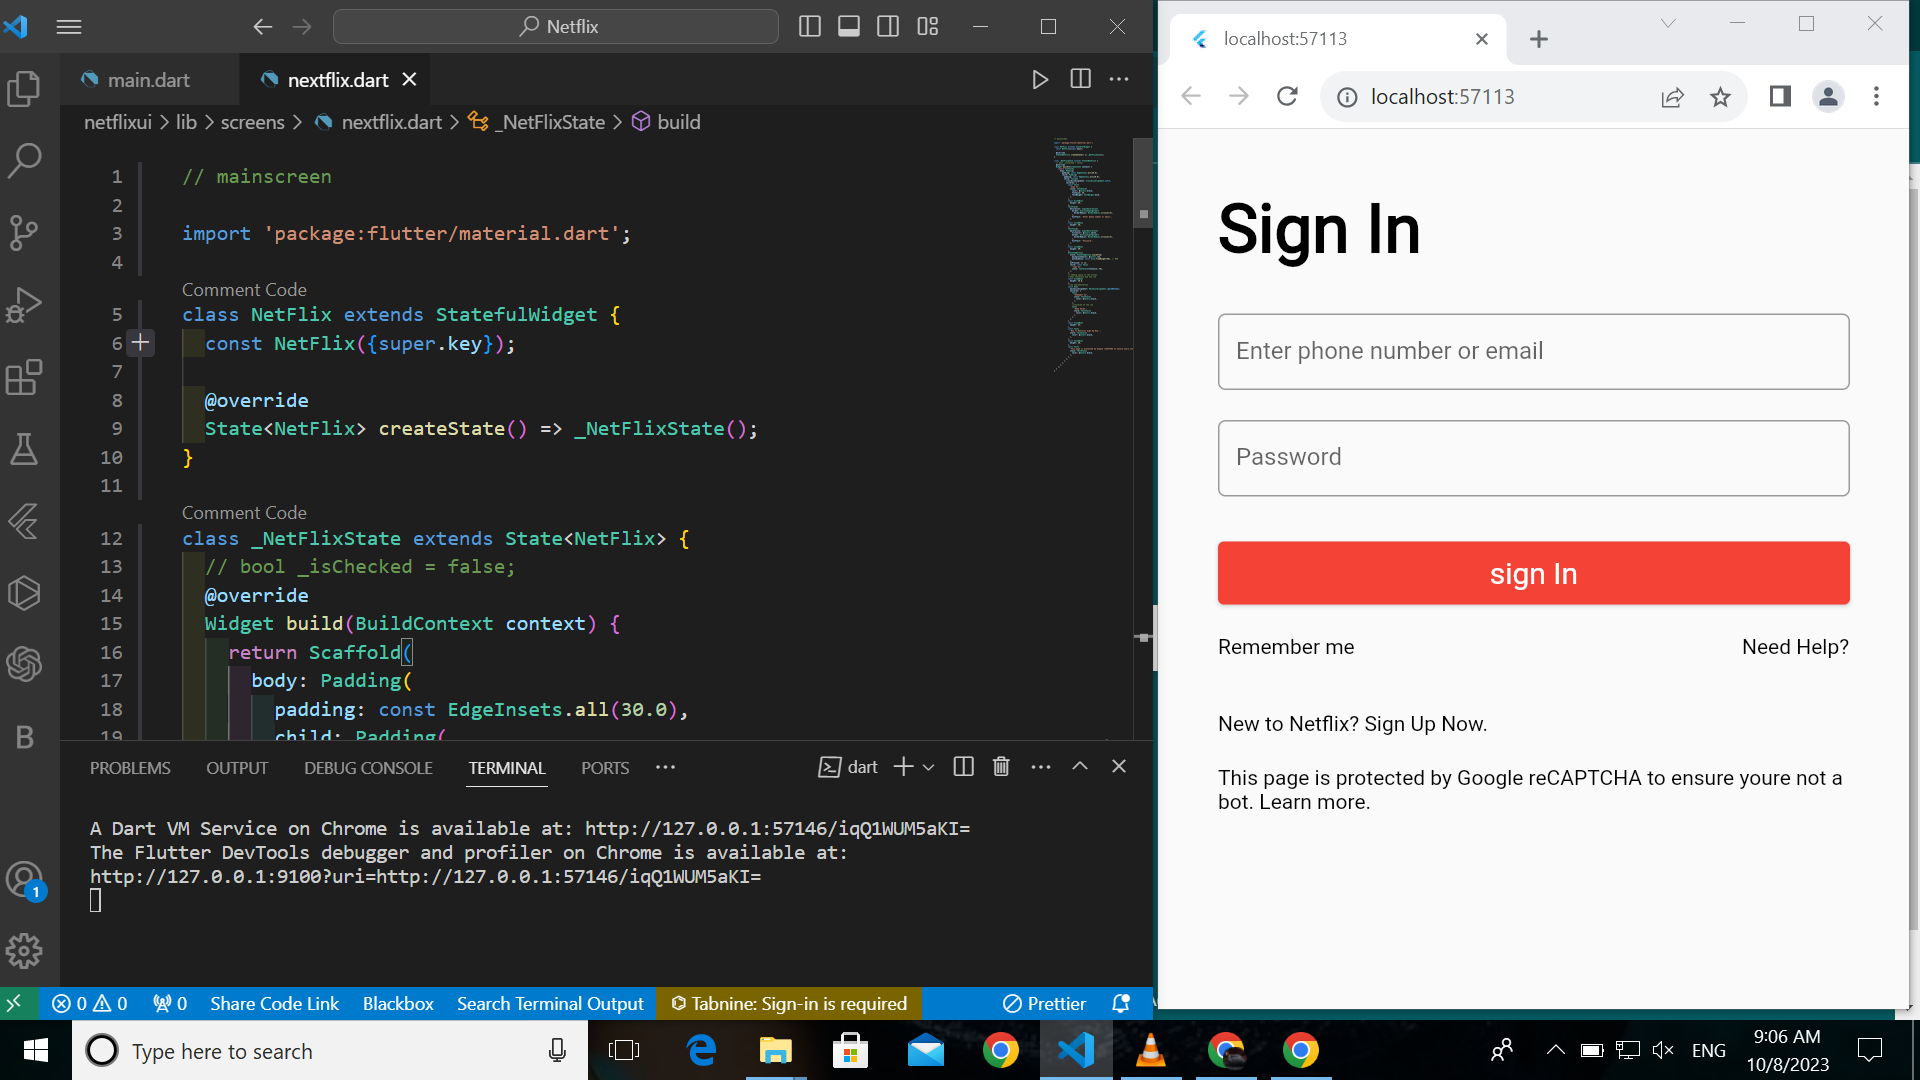 Netflix
main.dart
nextflix.dart
netflixui > lib > screens > nextflix.dart > _NetFlixState > build
1 // mainscreen
2
3 import 'package:flutter/material.dart';
4
Comment Code
5 class NetFlix extends StatefulWidget {
6 const NetFlix({super.key});
7
8 @override
9 State<NetFlix> createState() => _NetFlixState();
10 }
11
Comment Code
12 class _NetFlixState extends State<NetFlix> {
13 // bool _isChecked = false;
14 @override
15 Widget build(BuildContext context) {
16 return Scaffold(
17 body: Padding(
18 padding: const EdgeInsets.all(30.0),
19 child: Padding(
PROBLEMS OUTPUT DEBUG CONSOLE TERMINAL PORTS
dart
A Dart VM Service on Chrome is available at: http://127.0.0.1:57146/iqQ1WUM5aKI=
The Flutter DevTools debugger and profiler on Chrome is available at:
http://127.0.0.1:9100?uri=http://127.0.0.1:57146/iqQ1WUM5aKI=
B
1
0 0 0 Share Code Link Blackbox Search Terminal Output Tabnine: Sign-in is required Prettier
localhost:57113
localhost:57113
Sign In
Enter phone number or email
Password
sign In
Remember me
Need Help?
New to Netflix? Sign Up Now.
This page is protected by Google reCAPTCHA to ensure youre not a
bot. Learn more.
Type here to search
ENG
9:06 AM
10/8/2023